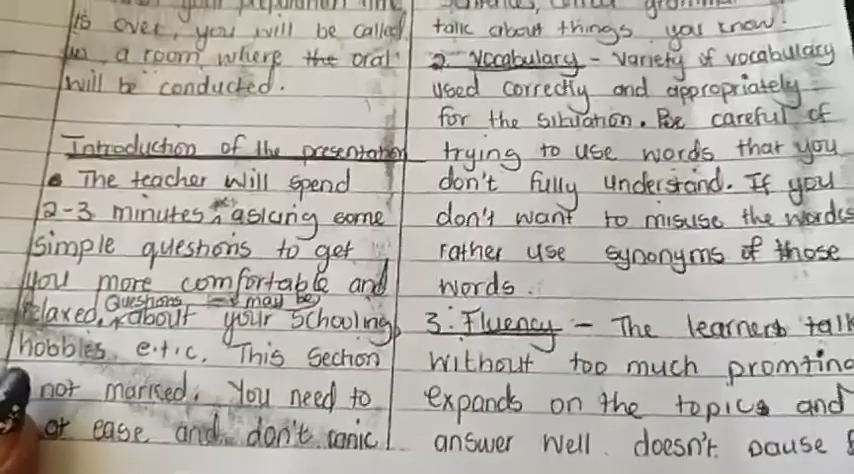 your preparation time
is over, you will be called
to a room where the oral
will be conducted.
Introduction of the presentation
• The teacher will spend
2-3 minutes, asking some
simple questions to get
you more comfortable and
relaxed, Questions may be
about your schooling,
hobbies, e.t.c. This section
not marked. You need to
at ease and don't panic
talk about things you know!
2. Vocabulary - Variety of vocabulary
used correctly and appropriately
for the situation. Be careful of
trying to use words that you
don't fully understand. If you
don't want to misuse the words
rather use synonyms of those
words.
3. Fluency - The learners talk
without too much promting
expands on the topics and
answer well. doesn't pause